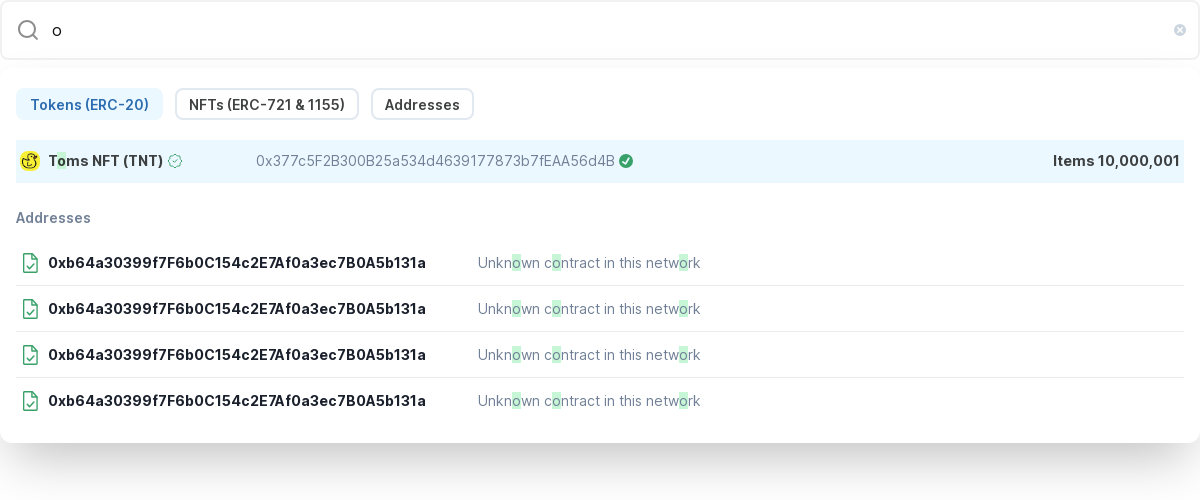 o
Tokens (ERC-20) NFTs (ERC-721 & 1155) Addresses
Toms NFT (TNT) 0x377c5F2B300B25a534d4639177873b7fEAA56d4B Items 10,000,001
Addresses
0xb64a30399f7F6b0C154c2E7Af0a3ec7B0A5b131a Unknown contract in this network
0xb64a30399f7F6b0C154c2E7Af0a3ec7B0A5b131a Unknown contract in this network
0xb64a30399f7F6b0C154c2E7Af0a3ec7B0A5b131a Unknown contract in this network
0xb64a30399f7F6b0C154c2E7Af0a3ec7B0A5b131a Unknown contract in this network